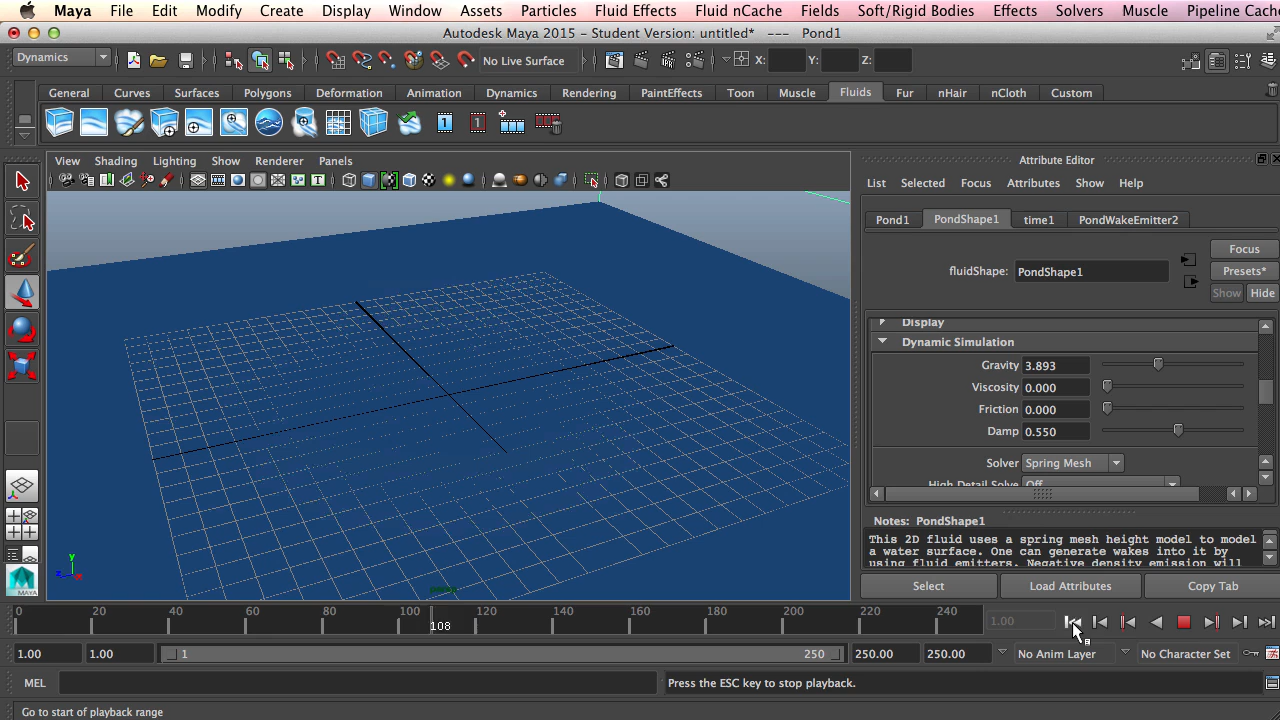 Maya File Edit Modify Create Display Window Assets Particles Fluid Effects Fluid nCache Fields Soft/Rigid Bodies Effects Solvers Muscle Pipeline Cache
Autodesk Maya 2015 - Student Version: untitled* --- Pond1
Dynamics No Live Surface X: Y: Z:
General Curves Surfaces Polygons Deformation Animation Dynamics Rendering PaintEffects Toon Muscle Fluids Fur nHair nCloth Custom
1 1
View Shading Lighting Show Renderer Panels
T
Attribute Editor
List Selected Focus Attributes Show Help
Pond1 PondShape1 time1 PondWakeEmitter2
fluidShape: PondShape1
Focus
Presets*
Show Hide
Display
Dynamic Simulation
Gravity 3.893
Viscosity 0.000
Friction 0.000
Damp 0.550
Solver Spring Mesh
High Detail Solve Off
Notes: PondShape1
This 2D fluid uses a spring mesh height model to model
a water surface. One can generate wakes into it by
using fluid emitters. Negative density emission will
Select Load Attributes Copy Tab
y
z x
0 20 40 60 80 100 120 140 160 180 200 220 240
108
1.00
1.00 1.00 1 250 250.00 250.00 No Anim Layer No Character Set
MEL Press the ESC key to stop playback.
Go to start of playback range